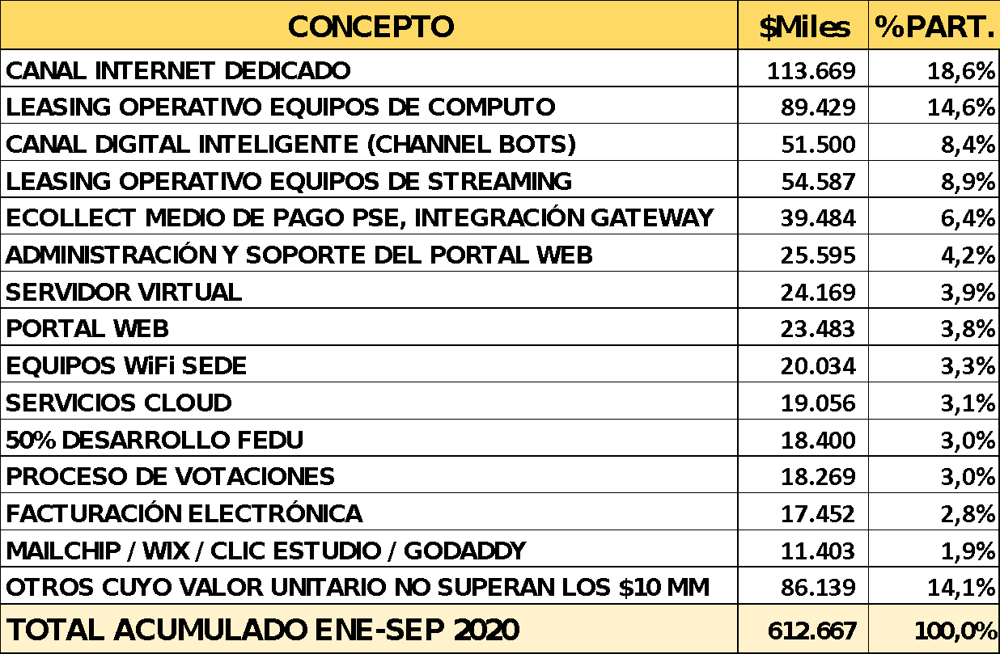 CONCEPTO $Miles %PART.
CANAL INTERNET DEDICADO 113.669 18,6%
LEASING OPERATIVO EQUIPOS DE COMPUTO 89.429 14,6%
CANAL DIGITAL INTELIGENTE (CHANNEL BOTS) 51.500 8,4%
LEASING OPERATIVO EQUIPOS DE STREAMING 54.587 8,9%
ECOLLECT MEDIO DE PAGO PSE, INTEGRACIÓN GATEWAY 39.484 6,4%
ADMINISTRACIÓN Y SOPORTE DEL PORTAL WEB 25.595 4,2%
SERVIDOR VIRTUAL 24.169 3,9%
PORTAL WEB 23.483 3,8%
EQUIPOS WiFi SEDE 20.034 3,3%
SERVICIOS CLOUD 19.056 3,1%
50% DESARROLLO FEDU 18.400 3,0%
PROCESO DE VOTACIONES 18.269 3,0%
FACTURACIÓN ELECTRÓNICA 17.452 2,8%
MAILCHIP / WIX / CLIC ESTUDIO / GODADDY 11.403 1,9%
OTROS CUYO VALOR UNITARIO NO SUPERAN LOS $10 MM 86.139 14,1%
TOTAL ACUMULADO ENE-SEP 2020 612.667 100,0%